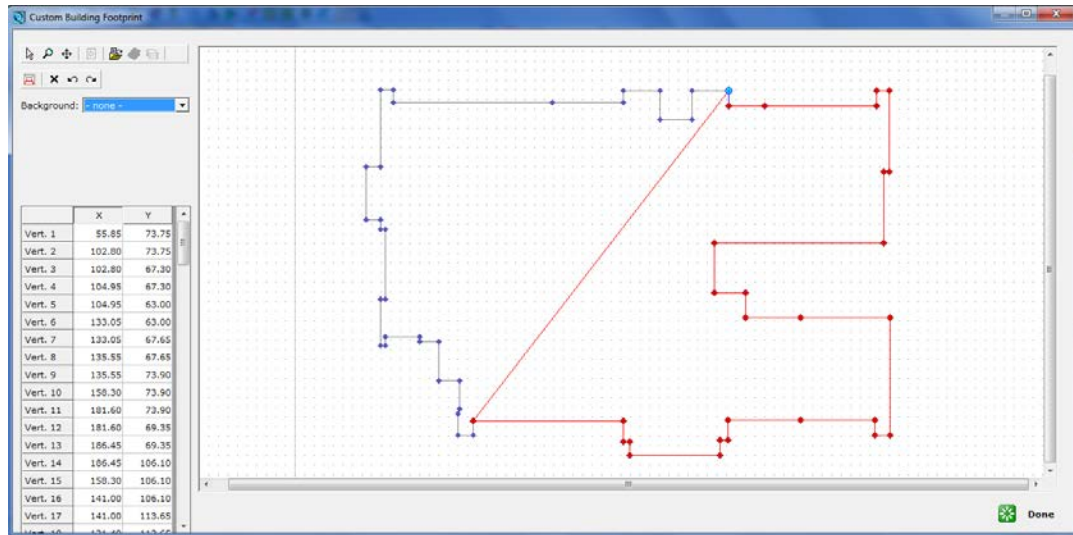 Custom Building Footprint
Background: - none -
X Y
Vert. 1 55.85 73.75
Vert. 2 102.80 73.75
Vert. 3 102.80 67.30
Vert. 4 104.95 67.30
Vert. 5 104.95 63.00
Vert. 6 133.05 63.00
Vert. 7 133.05 67.65
Vert. 8 135.55 67.65
Vert. 9 135.55 73.90
Vert. 10 158.30 73.90
Vert. 11 181.60 73.90
Vert. 12 181.60 69.35
Vert. 13 186.45 69.35
Vert. 14 186.45 106.10
Vert. 15 158.30 106.10
Vert. 16 141.00 106.10
Vert. 17 141.00 113.65
Done